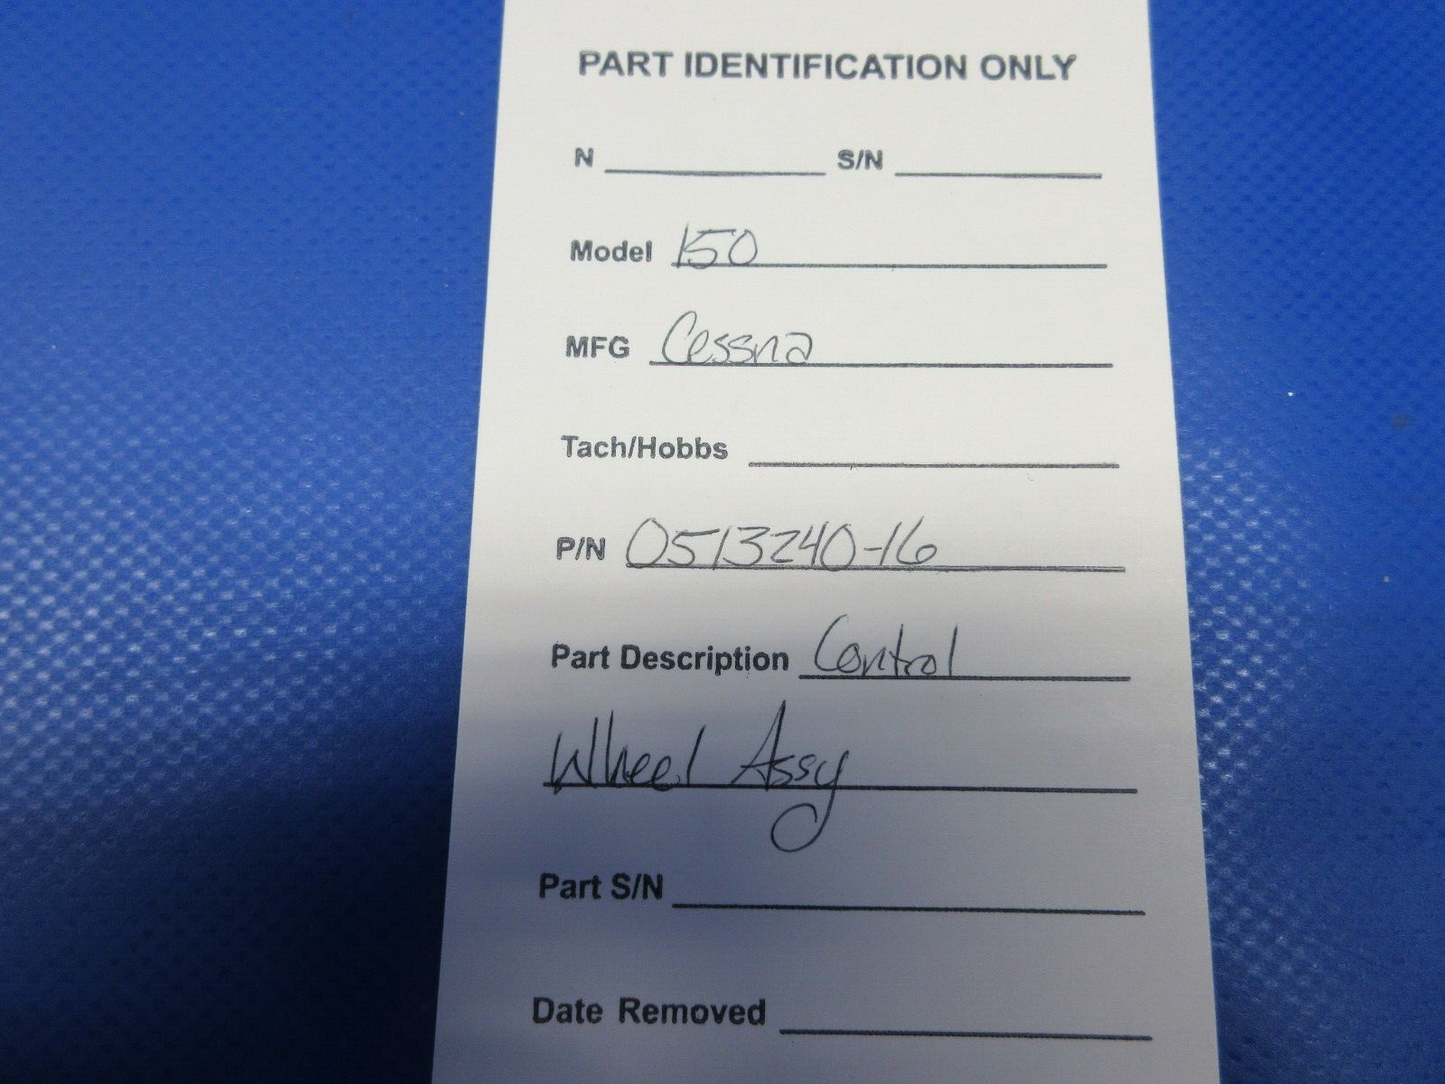 PART IDENTIFICATION ONLY
N S/N
Model 150
MFG Cessna
Tach/Hobbs
P/N 0513240-16
Part Description Control
Wheel Assy
Part S/N
Date Removed